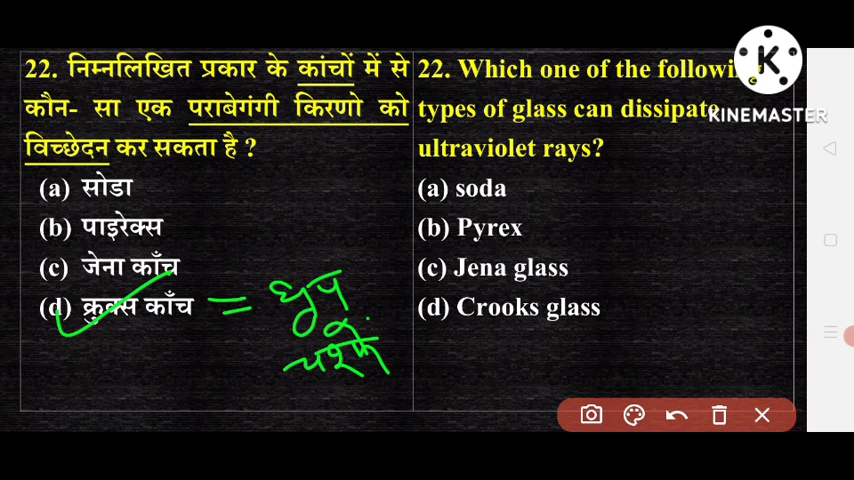 22. निम्नलिखित प्रकार के कांचों में से
कौन- सा एक पराबेगंगी किरणो को
विच्छेदन कर सकता है ?
(a) सोडा
(b) पाइरेक्स
(c) जेना काँच
(d) क्रुक्स काँच = धूप
के
चश्मे
22. Which one of the following
types of glass can dissipate
ultraviolet rays?
(a) soda
(b) Pyrex
(c) Jena glass
(d) Crooks glass
K
KINEMASTER